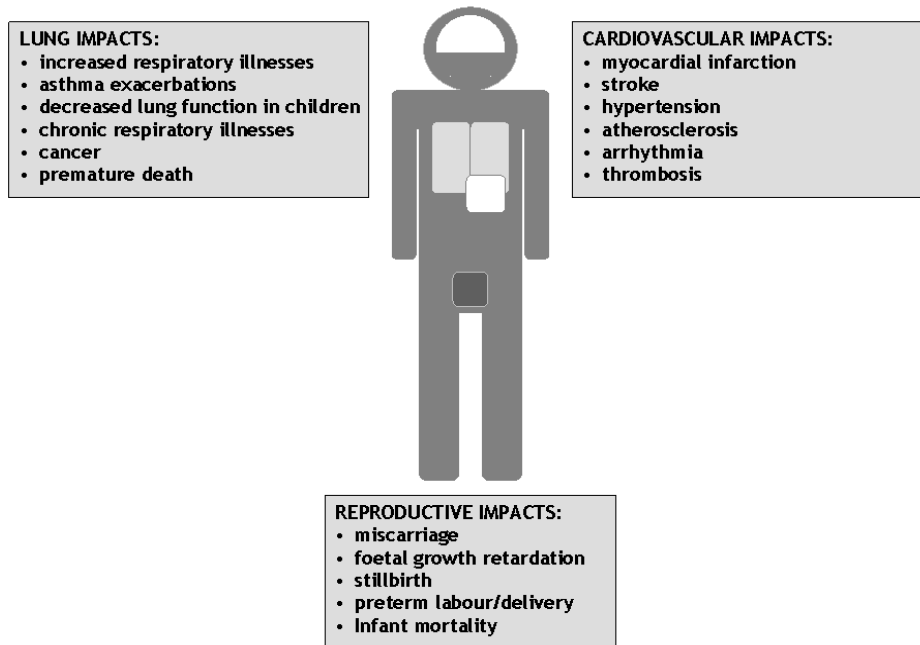 LUNG IMPACTS:
• increased respiratory illnesses
• asthma exacerbations
• decreased lung function in children
• chronic respiratory illnesses
• cancer
• premature death
CARDIOVASCULAR IMPACTS:
• myocardial infarction
• stroke
• hypertension
• atherosclerosis
• arrhythmia
• thrombosis
REPRODUCTIVE IMPACTS:
• miscarriage
• foetal growth retardation
• stillbirth
• preterm labour/delivery
• Infant mortality